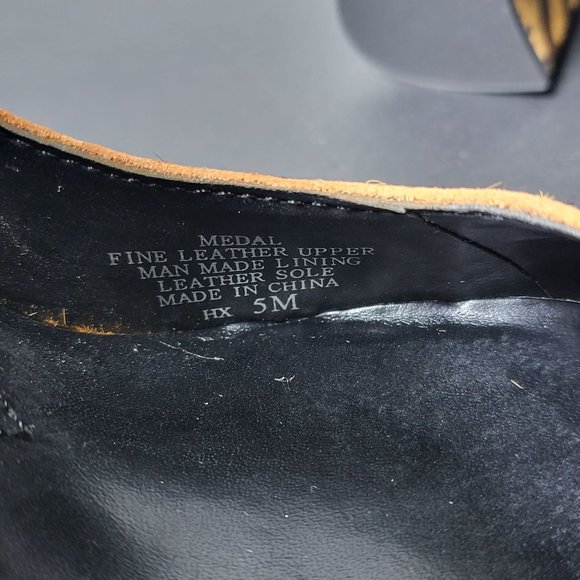 MEDAL
FINE LEATHER UPPER
MAN MADE LINING
LEATHER SOLE
MADE IN CHINA
HX 5M